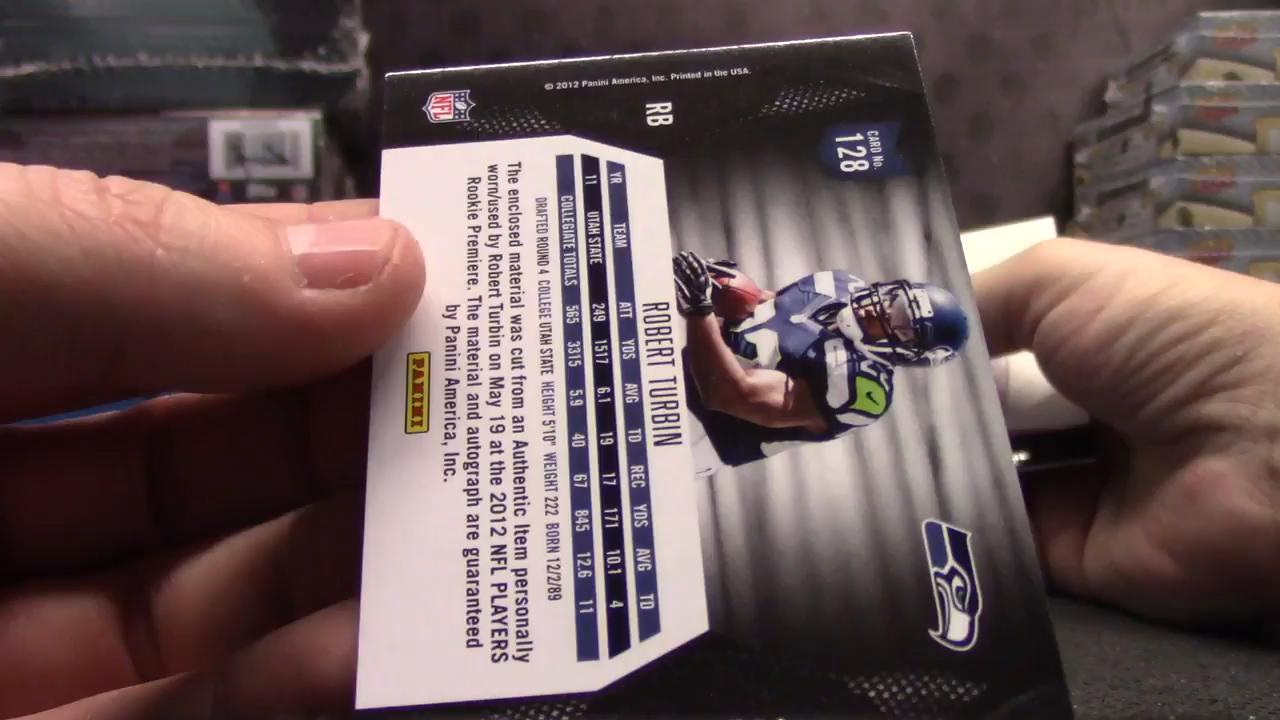 CARD No.
128
ROBERT TURBIN
RB
YR TEAM ATT YDS AVG TD REC YDS AVG TD
11 UTAH STATE 249 1517 6.1 19 17 171 10.1 4
COLLEGIATE TOTALS 565 3315 5.9 40 67 845 12.6 11
DRAFTED ROUND 4 COLLEGE UTAH STATE HEIGHT 5'10" WEIGHT 222 BORN 12/2/89
The enclosed material was cut from an Authentic Item personally
worn/used by Robert Turbin on May 19 at the 2012 NFL PLAYERS
Rookie Premiere. The material and autograph are guaranteed
by Panini America, Inc.
PANINI
NFL
© 2012 Panini America, Inc. Printed in the USA.